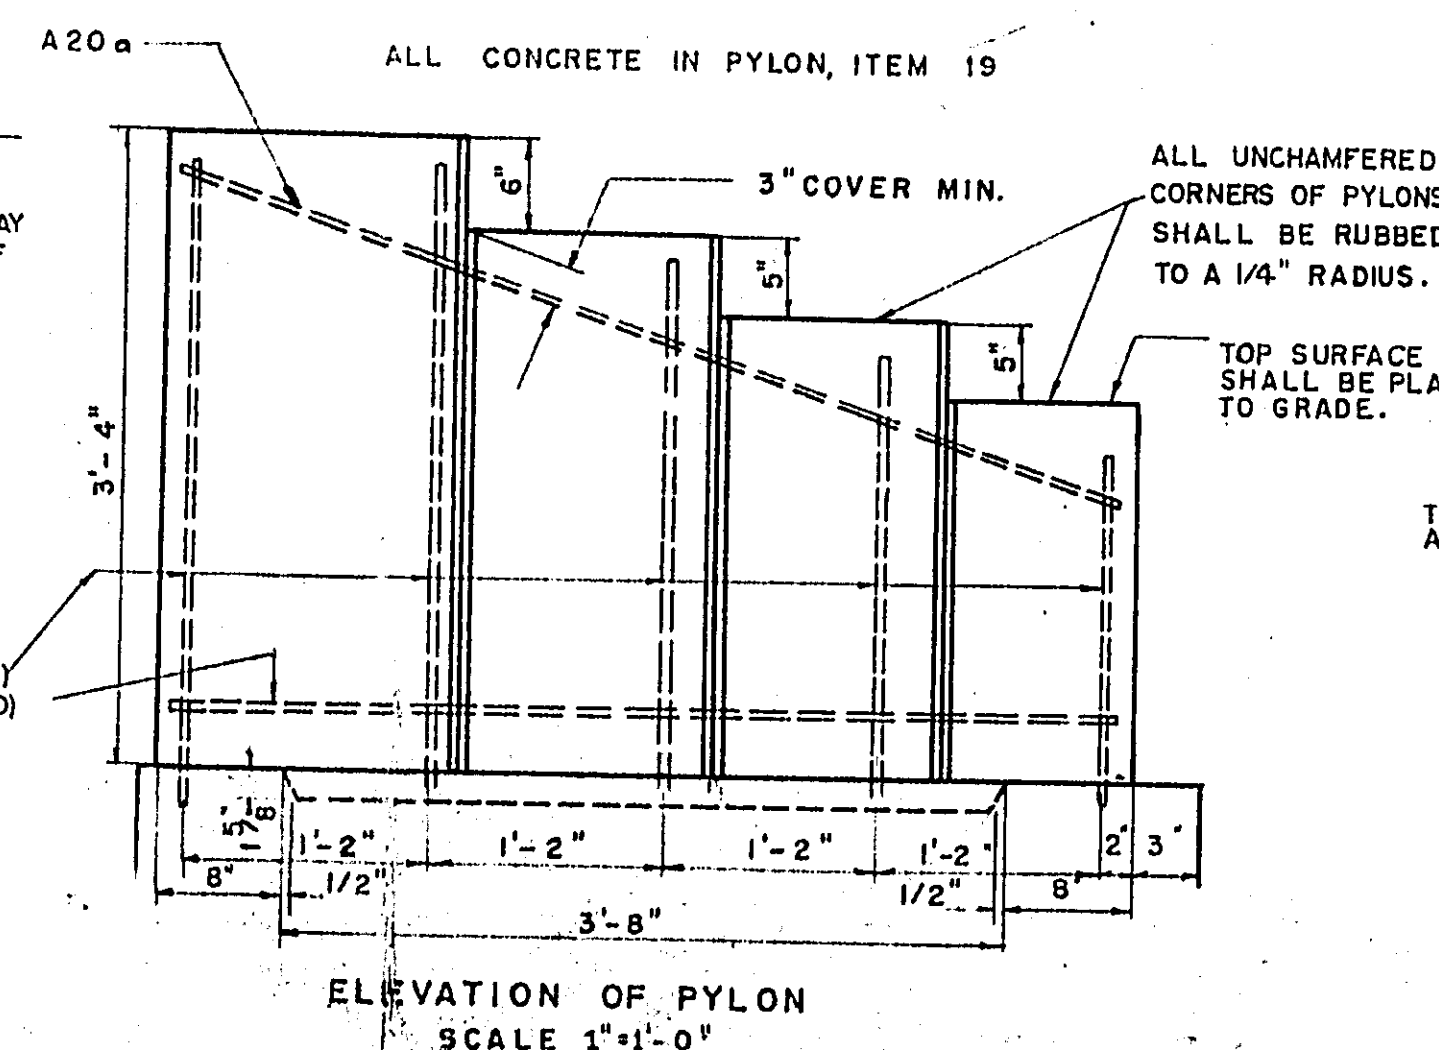 A20a
ALL CONCRETE IN PYLON, ITEM 19
AY
6"
3" COVER MIN.
ALL UNCHAMFERED
CORNERS OF PYLONS
SHALL BE RUBBED
TO A 1/4" RADIUS.
5"
5"
TOP SURFACE
SHALL BE PLA
TO GRADE.
3'-4"
T
A
)
D)
5"
1 7/8
1'-2"
1'-2"
1'-2"
1'-2"
2"
3"
8"
1/2"
1/2"
8"
3'-8"
ELEVATION OF PYLON
SCALE 1"=1'-0"